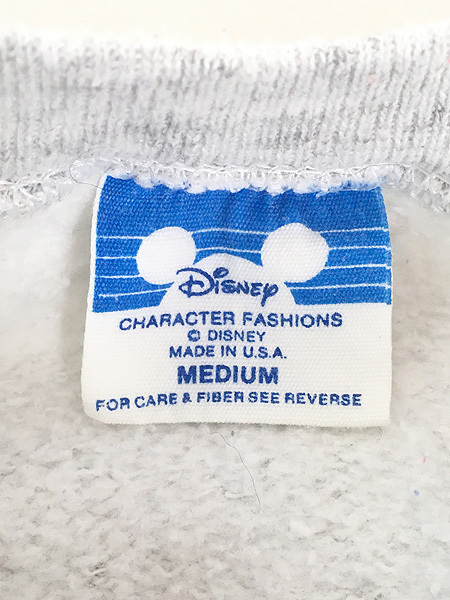 Disney
CHARACTER FASHIONS
© DISNEY
MADE IN U.S.A.
MEDIUM
FOR CARE & FIBER SEE REVERSE